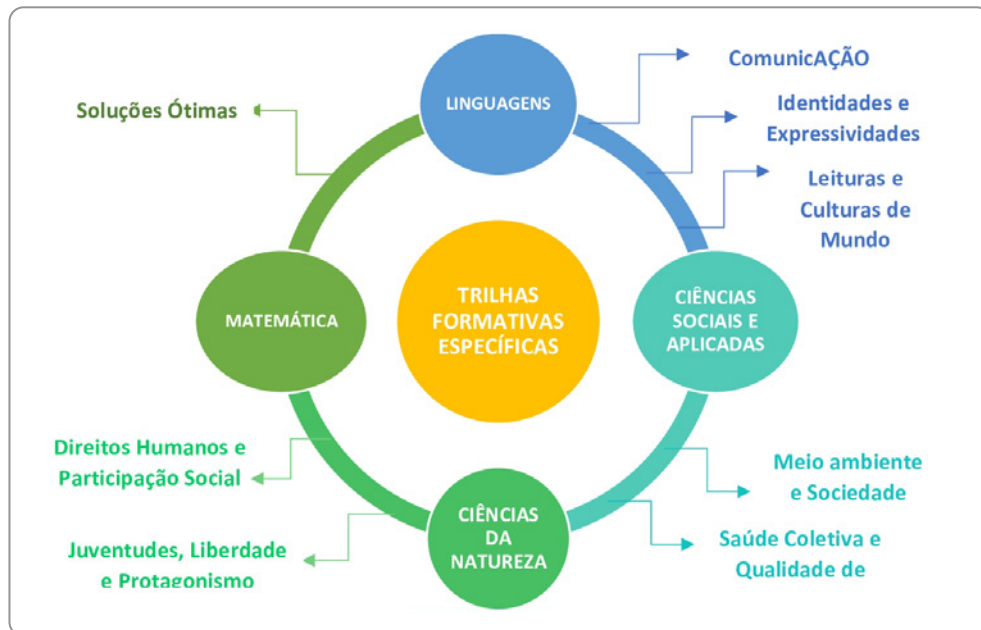 LINGUAGENS
ComunicAÇÃO
Identidades e
Expressividades
Leituras e
Culturas de
Mundo
Soluções Ótimas
MATEMÁTICA
TRILHAS
FORMATIVAS
ESPECÍFICAS
CIÊNCIAS
SOCIAIS E
APLICADAS
Direitos Humanos e
Participação Social
Juventudes, Liberdade
e Protagonismo
CIÊNCIAS
DA
NATUREZA
Meio ambiente
e Sociedade
Saúde Coletiva e
Qualidade de